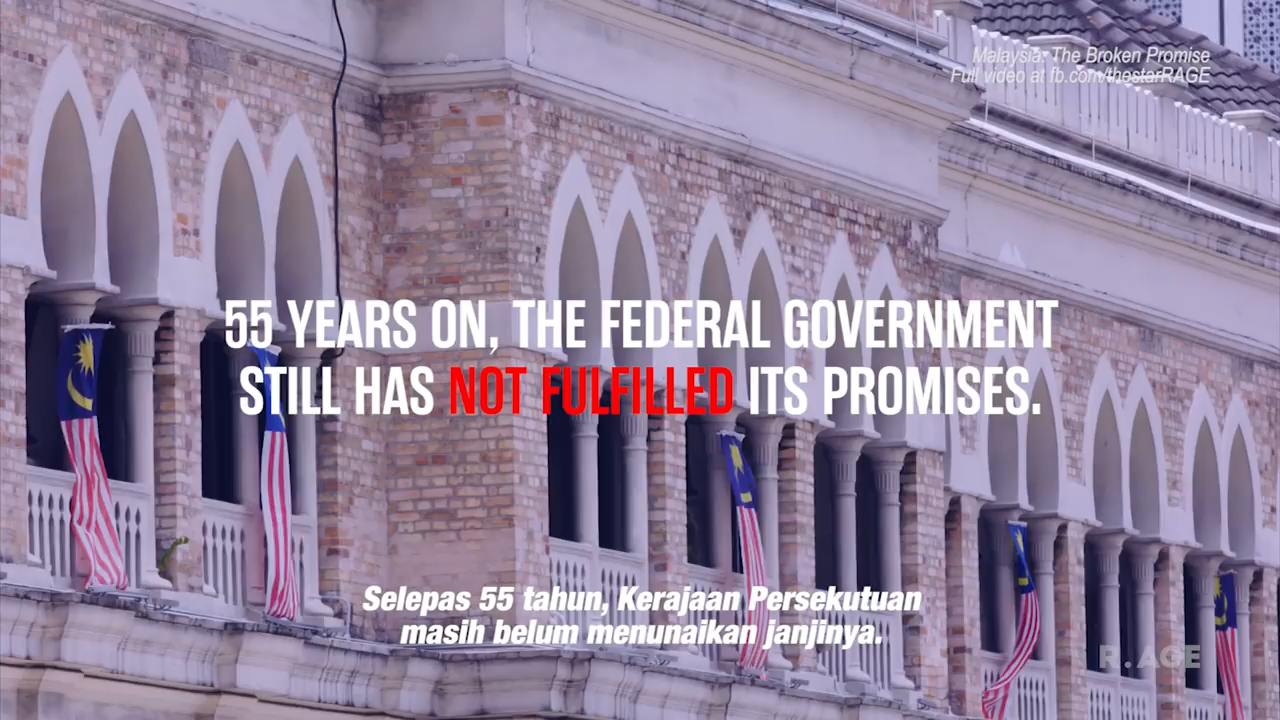 Malaysia: The Broken Promise
Full video at fb.com/thestarRAGE
55 YEARS ON, THE FEDERAL GOVERNMENT
STILL HAS NOT FULFILLED ITS PROMISES.
Selepas 55 tahun, Kerajaan Persekutuan
masih belum menunaikan janjinya.
R.AGE